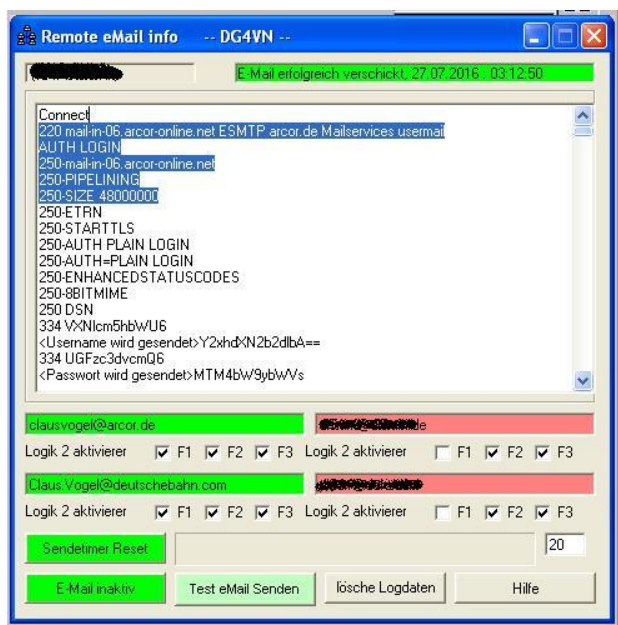 Remote eMail info -- DG4VN --
E-Mail erfolgreich verschickt, 27.07.2016 : 03:12:50
Connect
220 mail-in-06.arcor-online.net ESMTP arcor.de Mailservices usermai
AUTH LOGIN
250-mail-in-06.arcor-online.net
250-PIPELINING
250-SIZE 48000000
250-ETRN
250-STARTTLS
250-AUTH PLAIN LOGIN
250-AUTH=PLAIN LOGIN
250-ENHANCEDSTATUSCODES
250-8BITMIME
250 DSN
334 VXNlcm5hbWU6
<Username wird gesendet>Y2xhdXN2b2dlbA==
334 UGFzc3dvcmQ6
<Passwort wird gesendet>MTM4bW9ybWVs
clausvogel@arcor.de
Logik 2 aktivierer F1 F2 F3 Logik 2 aktivierer F1 F2 F3
Claus.Vogel@deutschebahn.com
Logik 2 aktivierer F1 F2 F3 Logik 2 aktivierer F1 F2 F3
Sendetimer Reset 20
E-Mail inaktiv Test eMail Senden lösche Logdaten Hilfe